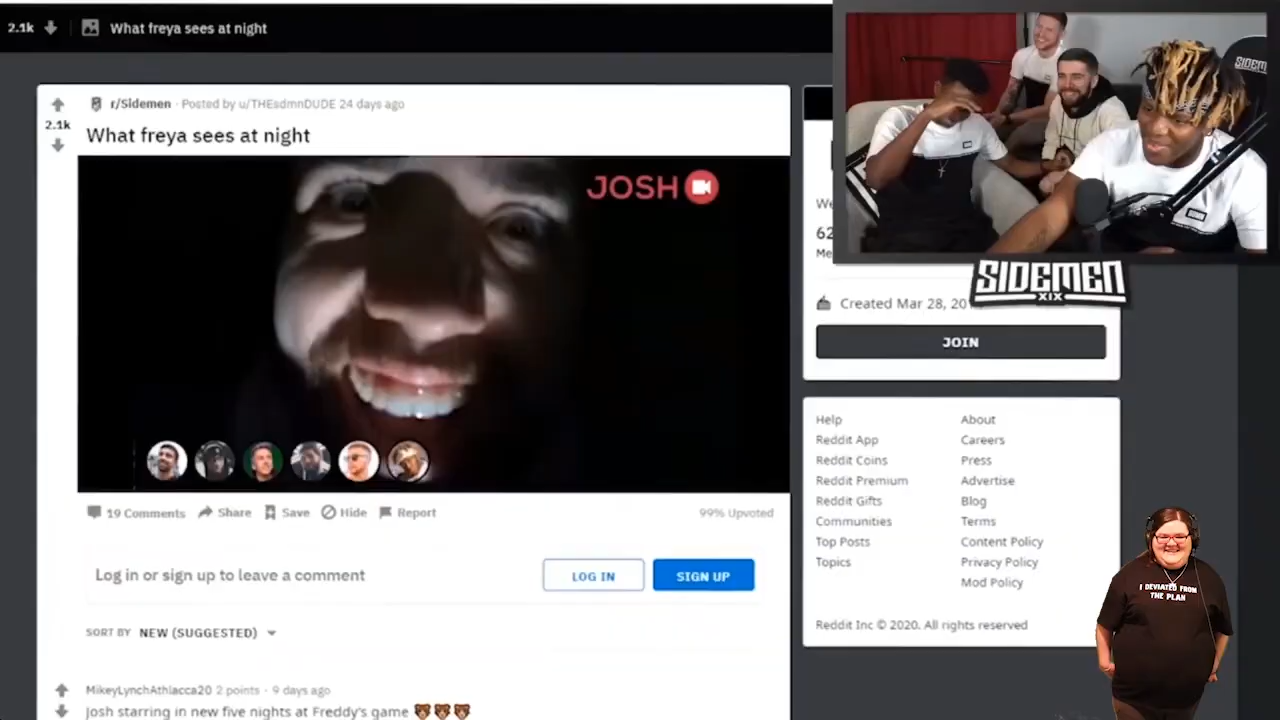 2.1k What freya sees at night
r/Sidemen · Posted by u/THEsdmnDUDE 24 days ago
2.1k
What freya sees at night
JOSH
19 Comments Share Save Hide Report 99% Upvoted
Log in or sign up to leave a comment LOG IN SIGN UP
SORT BY NEW (SUGGESTED)
MikeyLynchAthlacca20 2 points · 9 days ago
Josh starring in new five nights at Freddy's game 🐻🐻🐻
SIDEMEN
SIDEMEN
XIX
We
62
Me
Created Mar 28, 20
JOIN
Help About
Reddit App Careers
Reddit Coins Press
Reddit Premium Advertise
Reddit Gifts Blog
Communities Terms
Top Posts Content Policy
Topics Privacy Policy
Mod Policy
Reddit Inc © 2020. All rights reserved
I DEVIATED FROM
THE PLAN